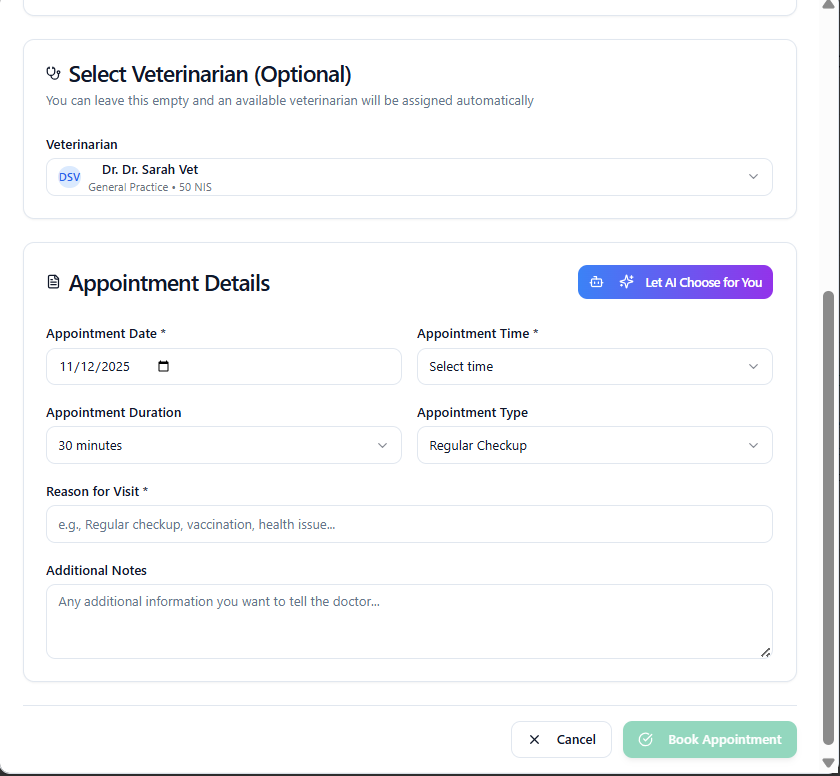 Select Veterinarian (Optional)
You can leave this empty and an available veterinarian will be assigned automatically
Veterinarian
DSV
Dr. Dr. Sarah Vet
General Practice • 50 NIS
Appointment Details
Let AI Choose for You
Appointment Date *
11/12/2025
Appointment Time *
Select time
Appointment Duration
30 minutes
Appointment Type
Regular Checkup
Reason for Visit *
e.g., Regular checkup, vaccination, health issue...
Additional Notes
Any additional information you want to tell the doctor...
Cancel
Book Appointment